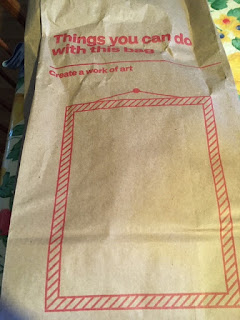 Things you can do
with this bag
Create a work of art